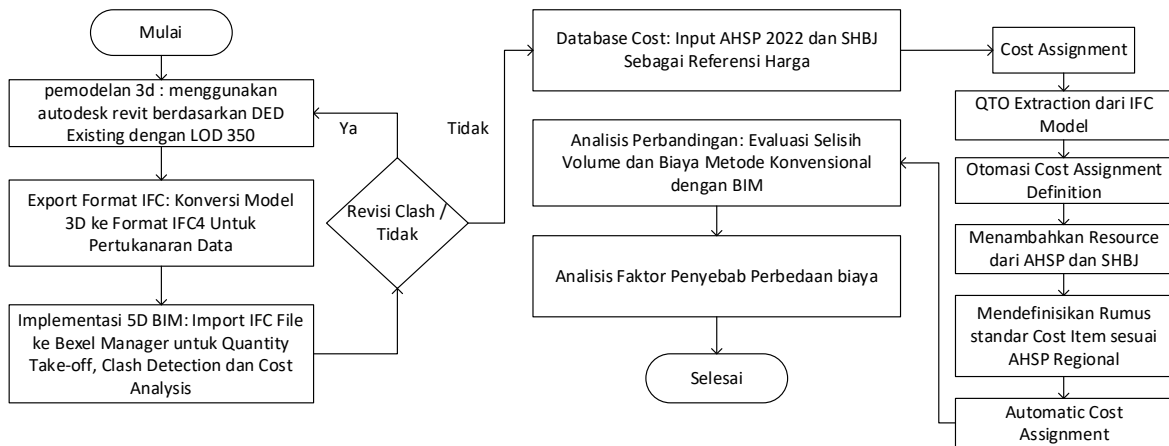 Mulai
pemodelan 3d : menggunakan
autodesk revit berdasarkan DED
Existing dengan LOD 350
Export Format IFC: Konversi Model
3D ke Format IFC4 Untuk
Pertukanaran Data
Implementasi 5D BIM: Import IFC File
ke Bexel Manager untuk Quantity
Take-off, Clash Detection dan Cost
Analysis
Ya
Tidak
Revisi Clash /
Tidak
Database Cost: Input AHSP 2022 dan SHBJ
Sebagai Referensi Harga
Cost Assignment
QTO Extraction dari IFC
Model
Otomasi Cost Assignment
Definition
Menambahkan Resource
dari AHSP dan SHBJ
Mendefinisikan Rumus
standar Cost Item sesuai
AHSP Regional
Automatic Cost
Assignment
Analisis Perbandingan: Evaluasi Selisih
Volume dan Biaya Metode Konvensional
dengan BIM
Analisis Faktor Penyebab Perbedaan biaya
Selesai